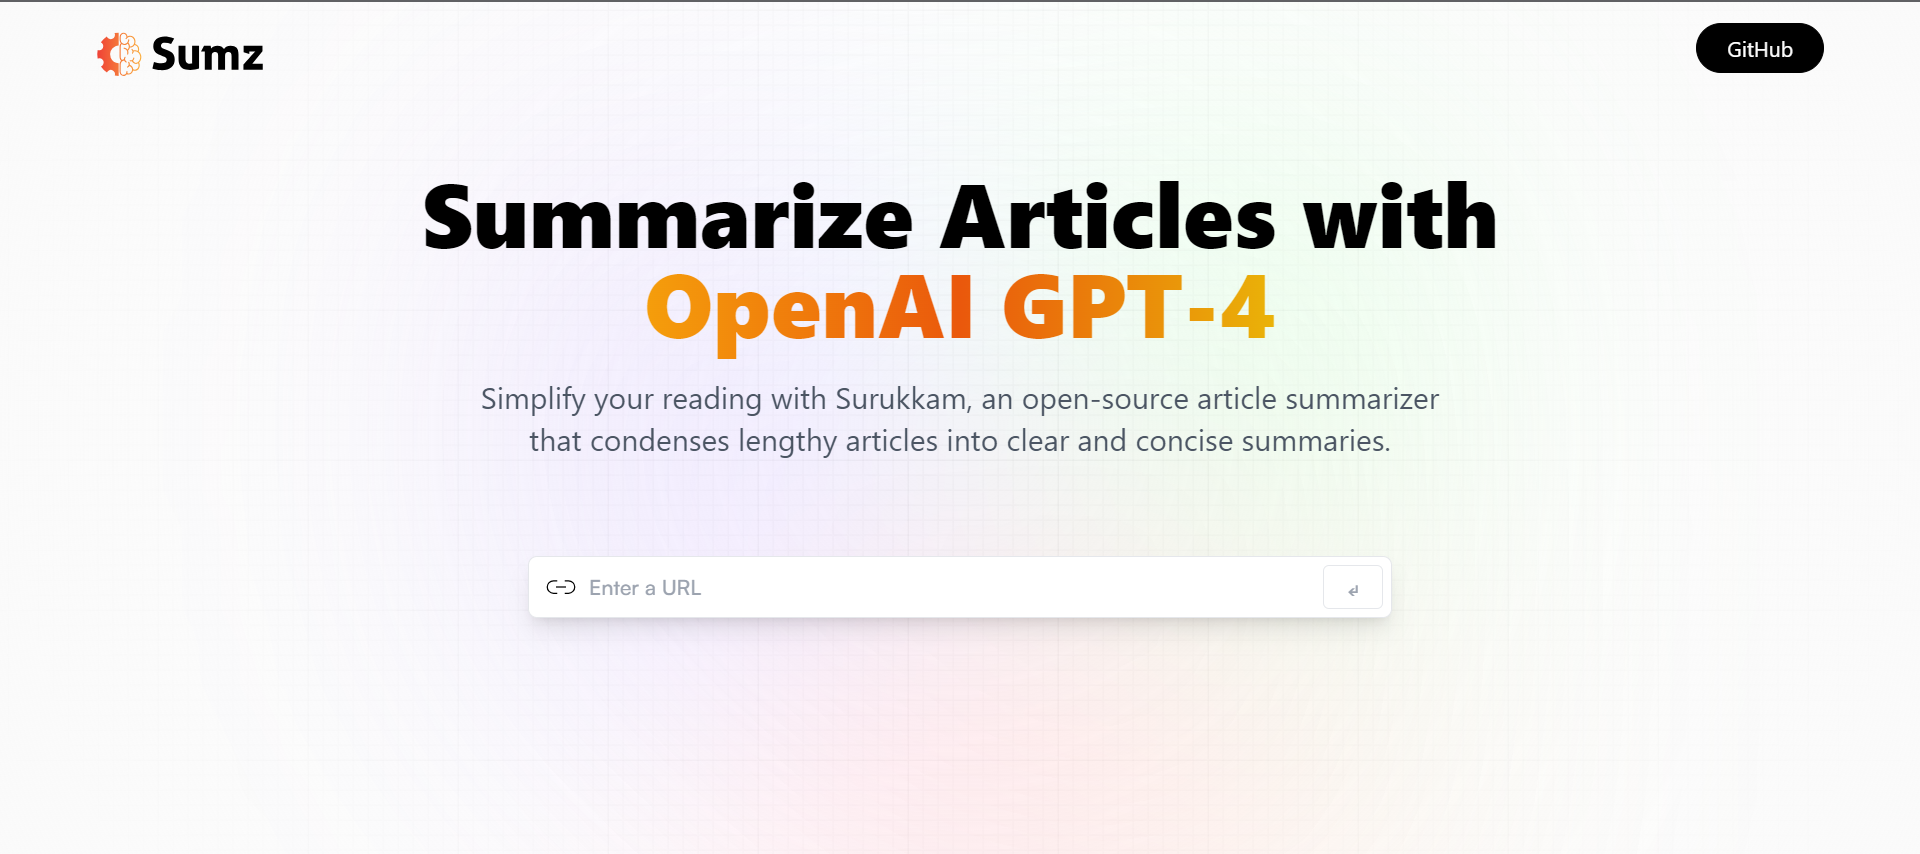 Sumz
GitHub
Summarize Articles with
OpenAI GPT-4
Simplify your reading with Surukkam, an open-source article summarizer
that condenses lengthy articles into clear and concise summaries.
Enter a URL
↵